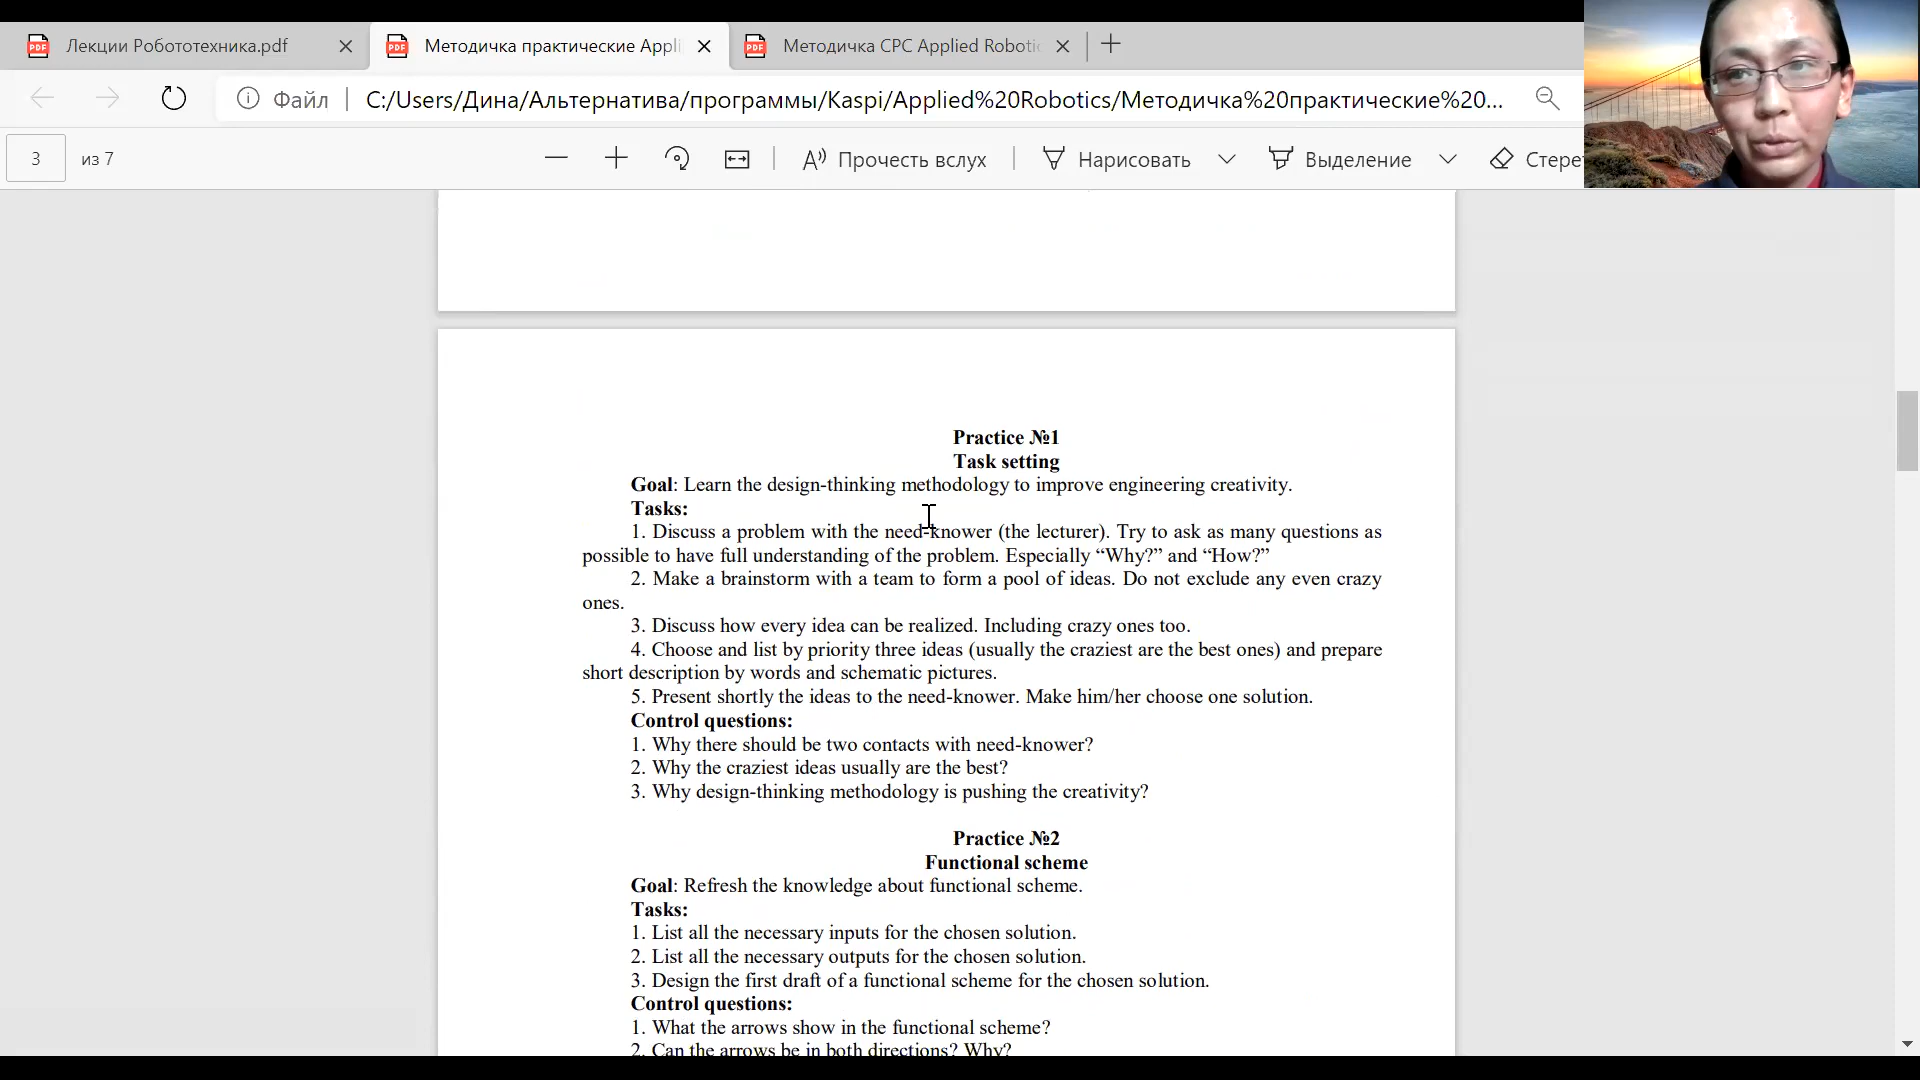 Лекции Робототехника.pdf
Методичка практические Appli
Методичка СРС Applied Roboti
Файл
C:/Users/Дина/Альтернатива/программы/Kaspi/Applied%20Robotics/Методичка%20практические%20...
3 из 7
Прочесть вслух
Нарисовать
Выделение
Стере
Practice №1
Task setting
Goal: Learn the design-thinking methodology to improve engineering creativity.
Tasks:
1. Discuss a problem with the need-knower (the lecturer). Try to ask as many questions as
possible to have full understanding of the problem. Especially “Why?” and “How?”
2. Make a brainstorm with a team to form a pool of ideas. Do not exclude any even crazy
ones.
3. Discuss how every idea can be realized. Including crazy ones too.
4. Choose and list by priority three ideas (usually the craziest are the best ones) and prepare
short description by words and schematic pictures.
5. Present shortly the ideas to the need-knower. Make him/her choose one solution.
Control questions:
1. Why there should be two contacts with need-knower?
2. Why the craziest ideas usually are the best?
3. Why design-thinking methodology is pushing the creativity?
Practice №2
Functional scheme
Goal: Refresh the knowledge about functional scheme.
Tasks:
1. List all the necessary inputs for the chosen solution.
2. List all the necessary outputs for the chosen solution.
3. Design the first draft of a functional scheme for the chosen solution.
Control questions:
1. What the arrows show in the functional scheme?
2. Can the arrows be in both directions? Why?